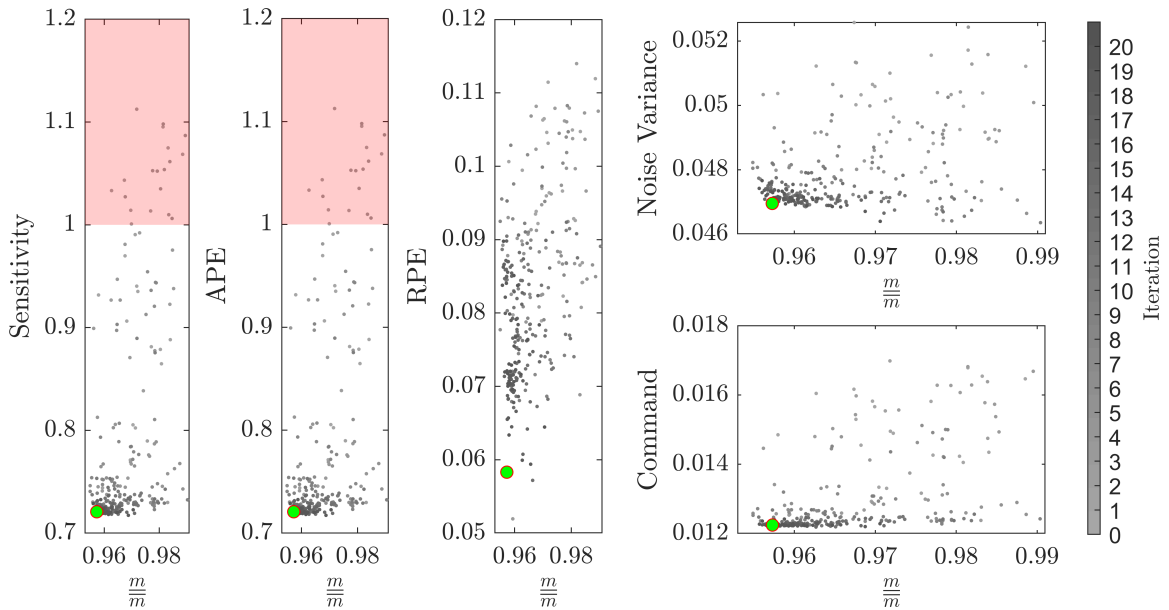 Sensitivity
1.2
1.1
1
0.9
0.8
0.7
0.96 0.98
m
m
APE
1.2
1.1
1
0.9
0.8
0.7
0.96 0.98
m
m
RPE
0.12
0.11
0.1
0.09
0.08
0.07
0.06
0.05
0.96 0.98
m
m
Noise Variance
0.052
0.05
0.048
0.046
0.96 0.97 0.98 0.99
m
m
Command
0.018
0.016
0.014
0.012
0.96 0.97 0.98 0.99
m
m
20
19
18
17
16
15
14
13
12
11
10
9
8
7
6
5
4
3
2
1
0
Iteration